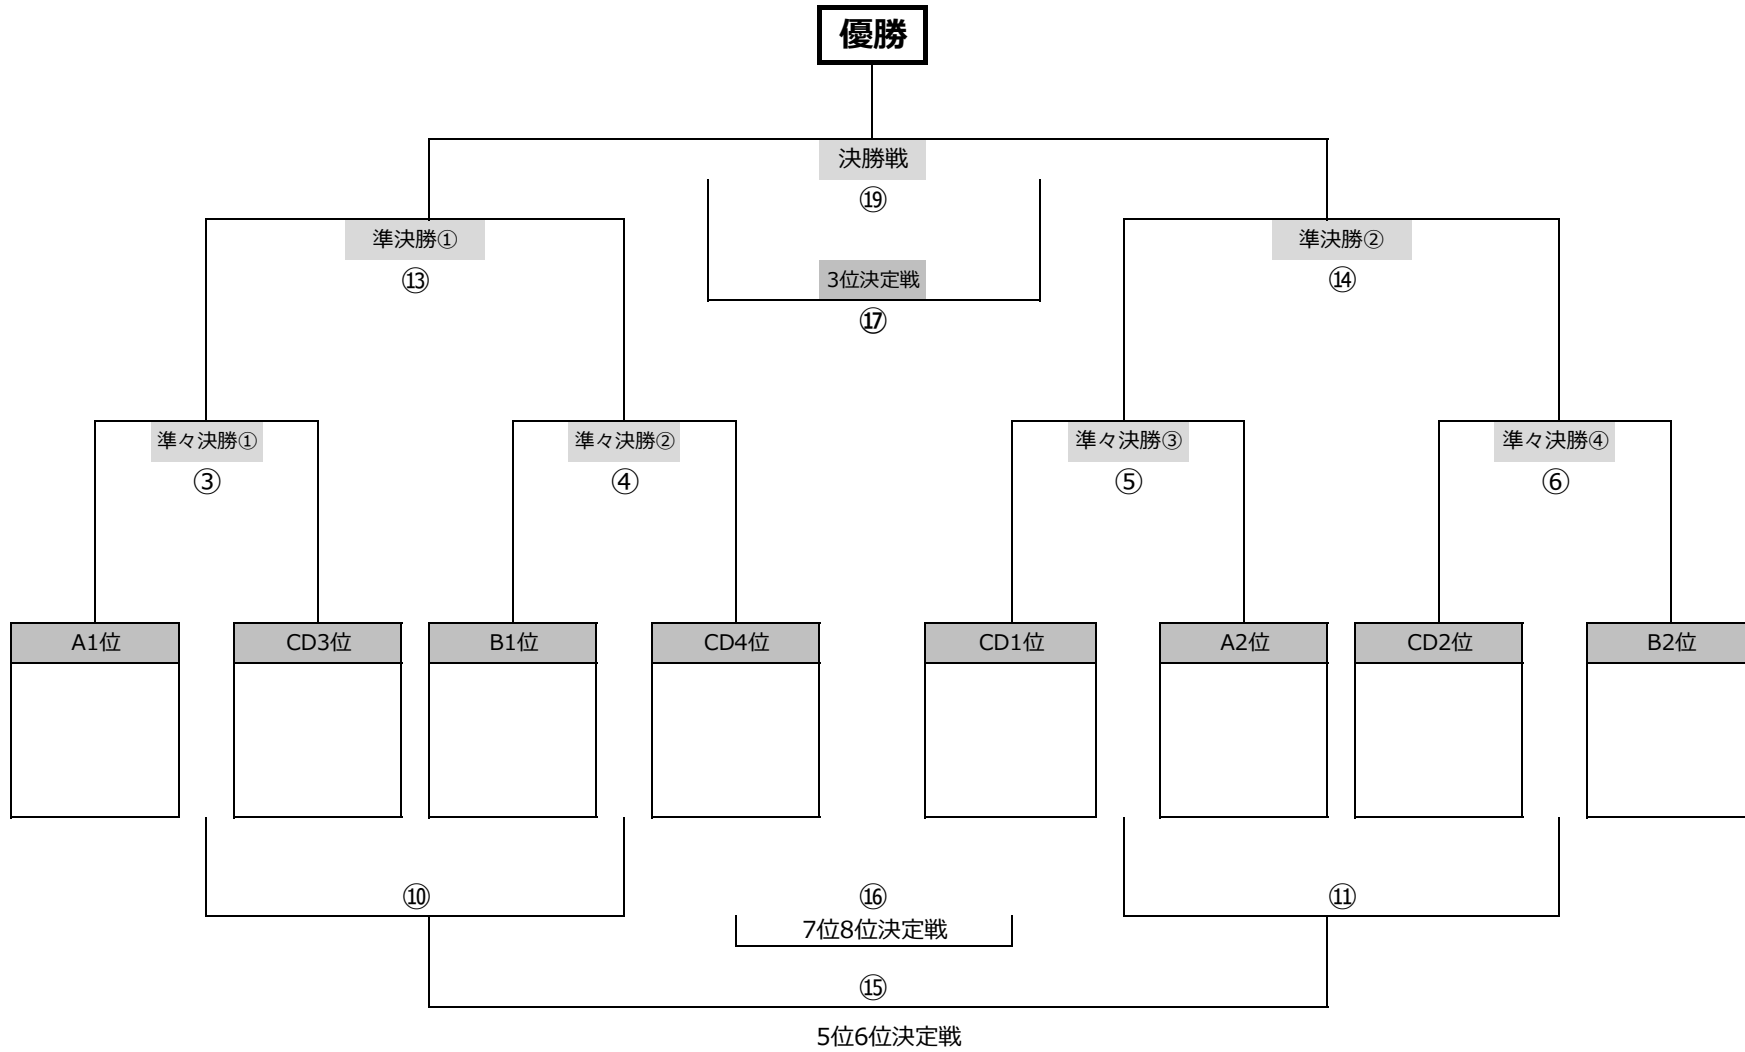 優勝
決勝戦
⑲
準決勝①
準決勝②
⑬
3位決定戦
⑭
⑰
準々決勝①
準々決勝②
準々決勝③
準々決勝④
③
④
⑤
⑥
A1位
CD3位
B1位
CD4位
CD1位
A2位
CD2位
B2位
⑩
⑯
⑪
7位8位決定戦
⑮
5位6位決定戦